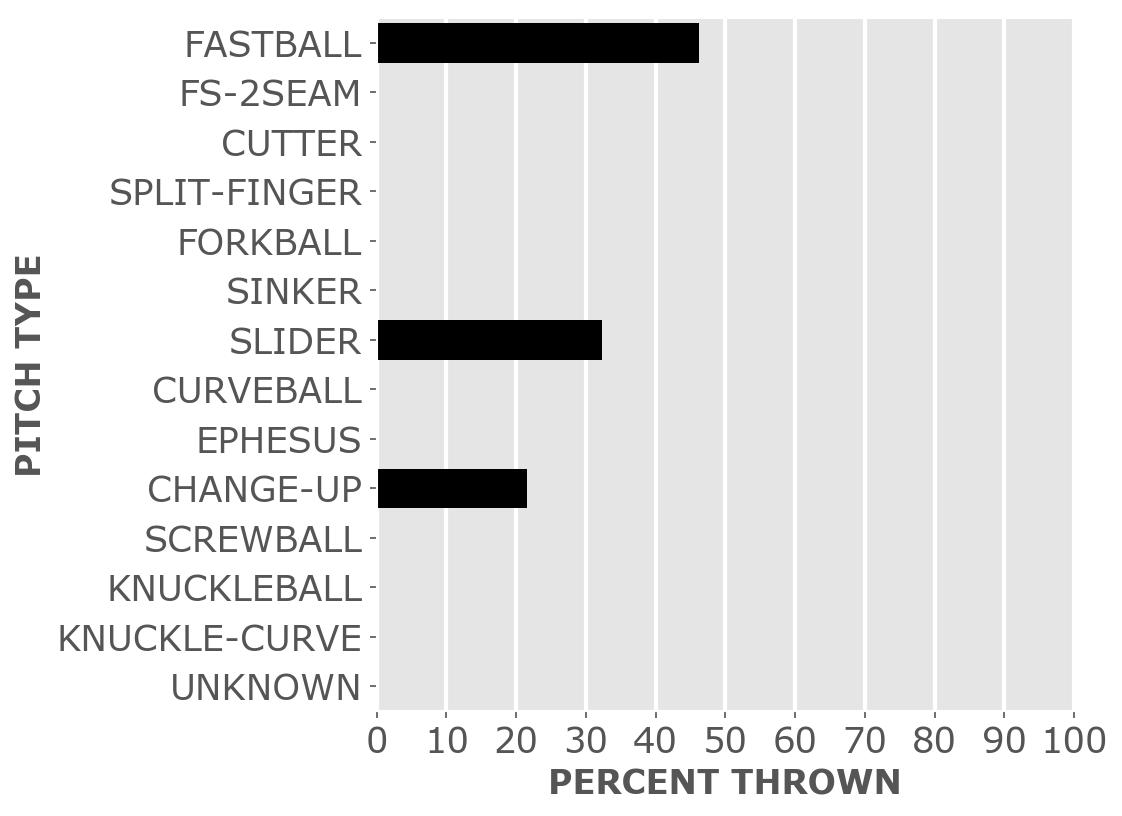 FASTBALL
FS-2SEAM
CUTTER
SPLIT-FINGER
FORKBALL
SINKER
SLIDER
CURVEBALL
EPHESUS
CHANGE-UP
SCREWBALL
KNUCKLEBALL
KNUCKLE-CURVE
UNKNOWN
PITCH TYPE
0 10 20 30 40 50 60 70 80 90 100
PERCENT THROWN